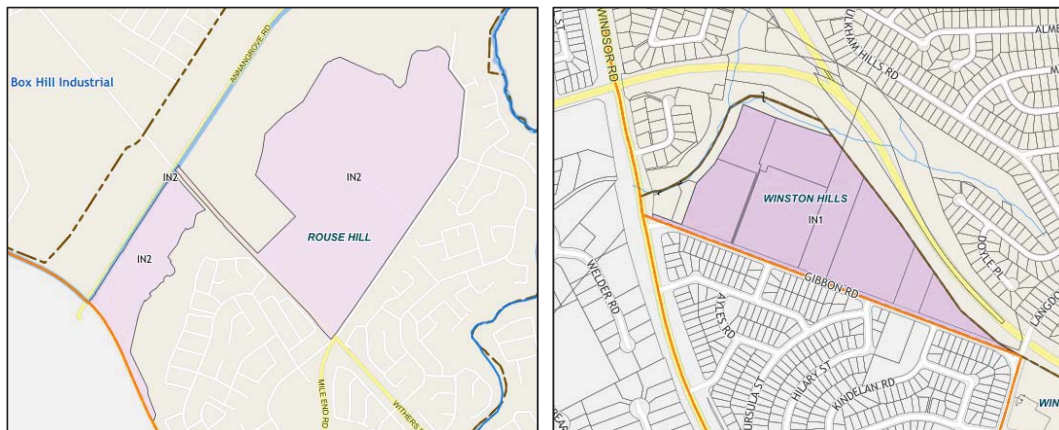 ANNANGROVE RD
Box Hill Industrial
IN2
IN2
ROUSE HILL
IN2
MILE END RD
WITHERS
WINDSOR RD
ST
ULKHAM HILLS RD
ALME
M
WINSTON HILLS
IN1
GIBBON RD
DOYLE PL
LANGDO
WELDER RD
AYLES RD
HILARY ST
KINDELAN RD
URSULA ST
BEAR
WIN